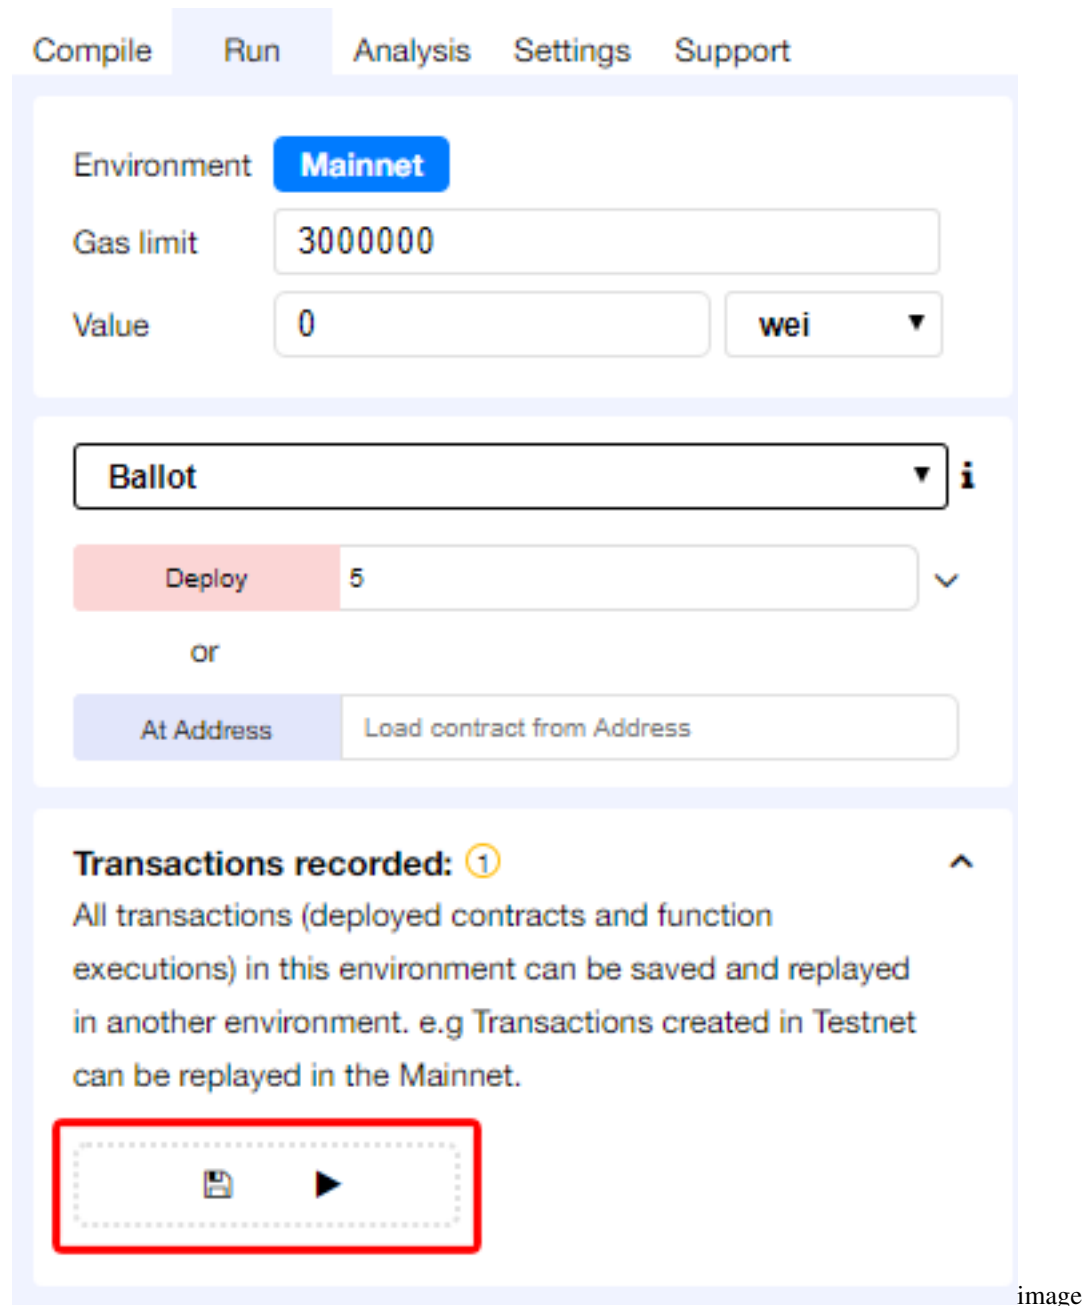 Compile Run Analysis Settings Support
Environment Mainnet
Gas limit 3000000
Value 0 wei
Ballot i
Deploy 5
or
At Address Load contract from Address
Transactions recorded: 1
All transactions (deployed contracts and function
executions) in this environment can be saved and replayed
in another environment. e.g Transactions created in Testnet
can be replayed in the Mainnet.
image